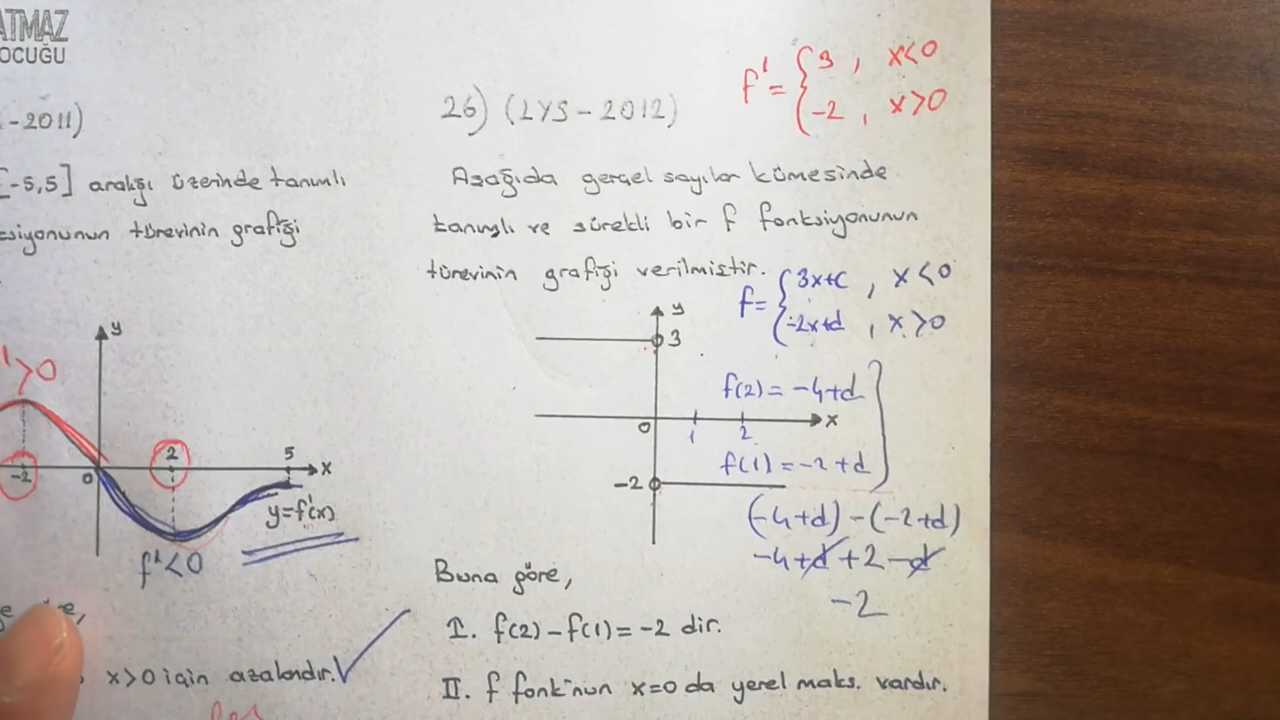 ATMAZ
OCUĞU
-2011)
[-5,5] aralığı üzerinde tanımlı
türevinin grafiği
y
f'>0
-2
0
2
5
x
y=f'(x)
f'<0
x>0 için azalandır.
26) (LYS-2012)
f'= { 3 , x<0
-2 , x>0
Aşağıda gerçel sayılar kümesinde
tanımlı ve sürekli bir f fonksiyonunun
türevinin grafiği verilmiştir.
f= { 3x+c , x<0
-2x+d , x>0
y
3
f(2) = -4+d
0
1
2
x
f(1) = -2+d
-2
(-4+d)-(-2+d)
-4+d+2-d
-2
Buna göre,
I. f(2)-f(1)=-2 dir.
II. f fonk'nun x=0 da yerel maks. vardır.